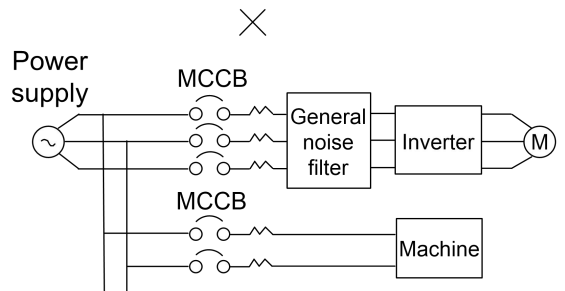 Power
supply
MCCB
General
noise
filter
Inverter
M
MCCB
Machine